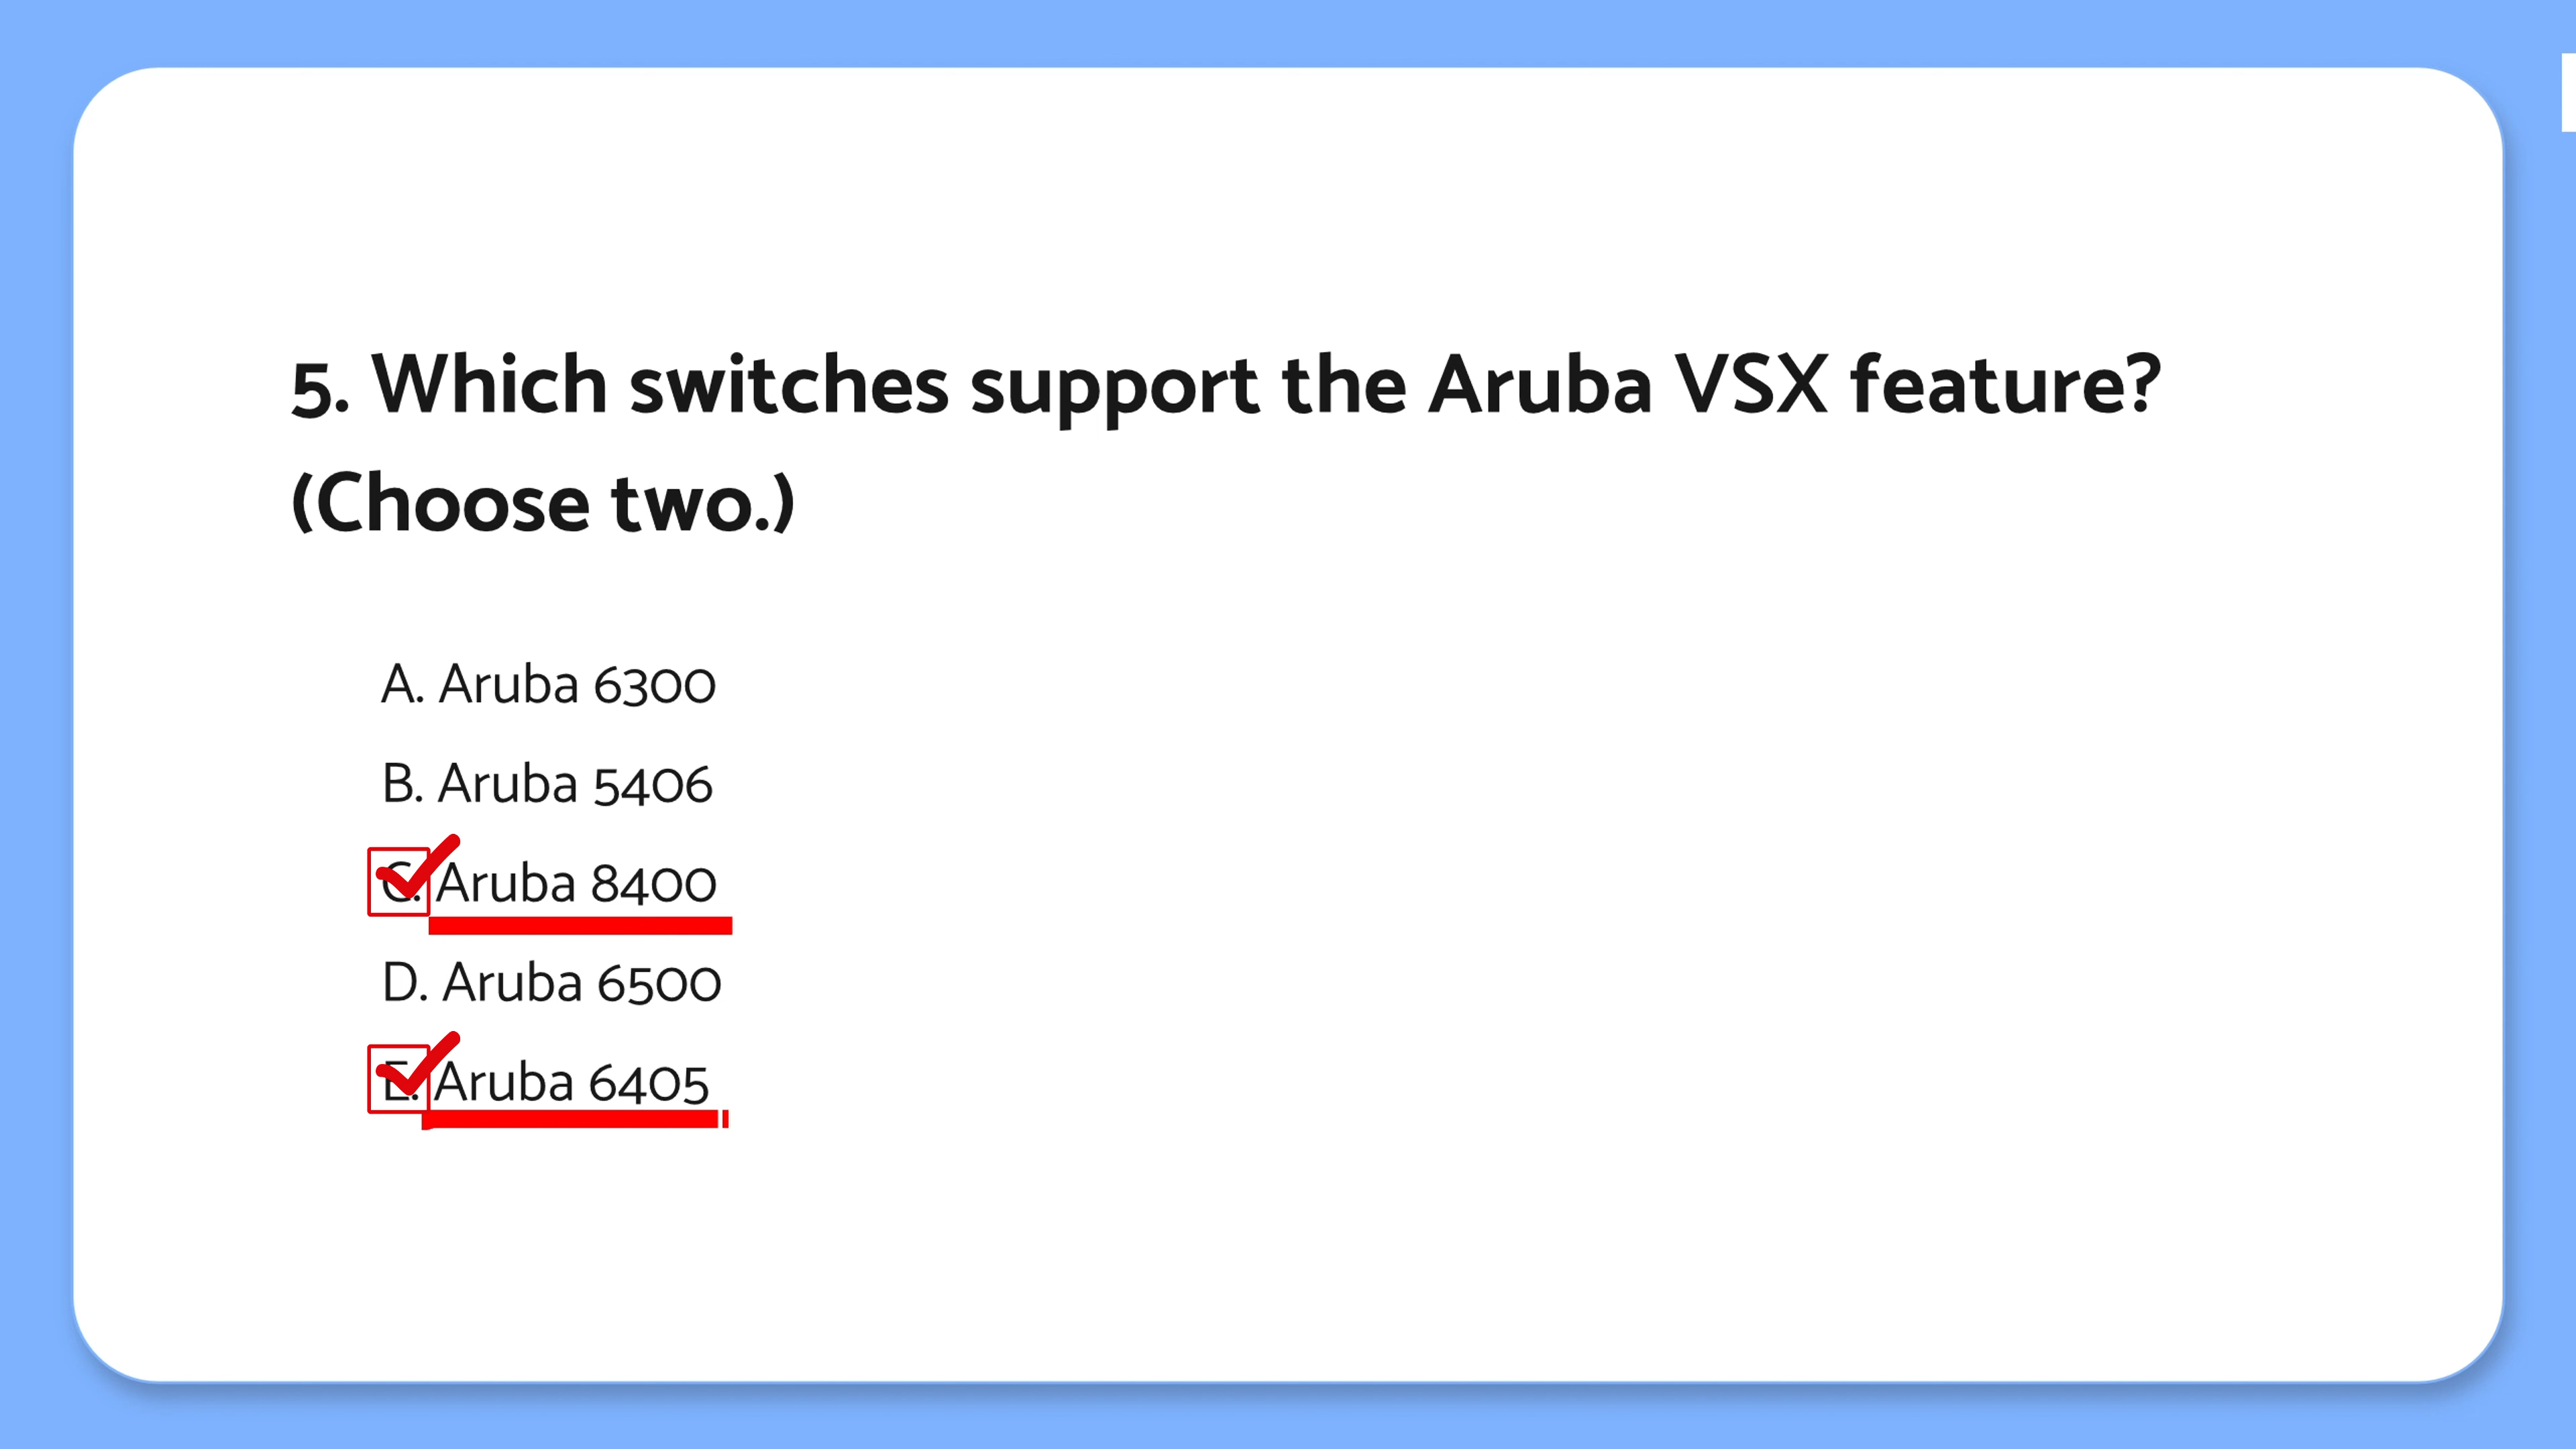 5. Which switches support the Aruba VSX feature?
(Choose two.)
A. Aruba 6300
B. Aruba 5406
C. Aruba 8400
D. Aruba 6500
E. Aruba 6405